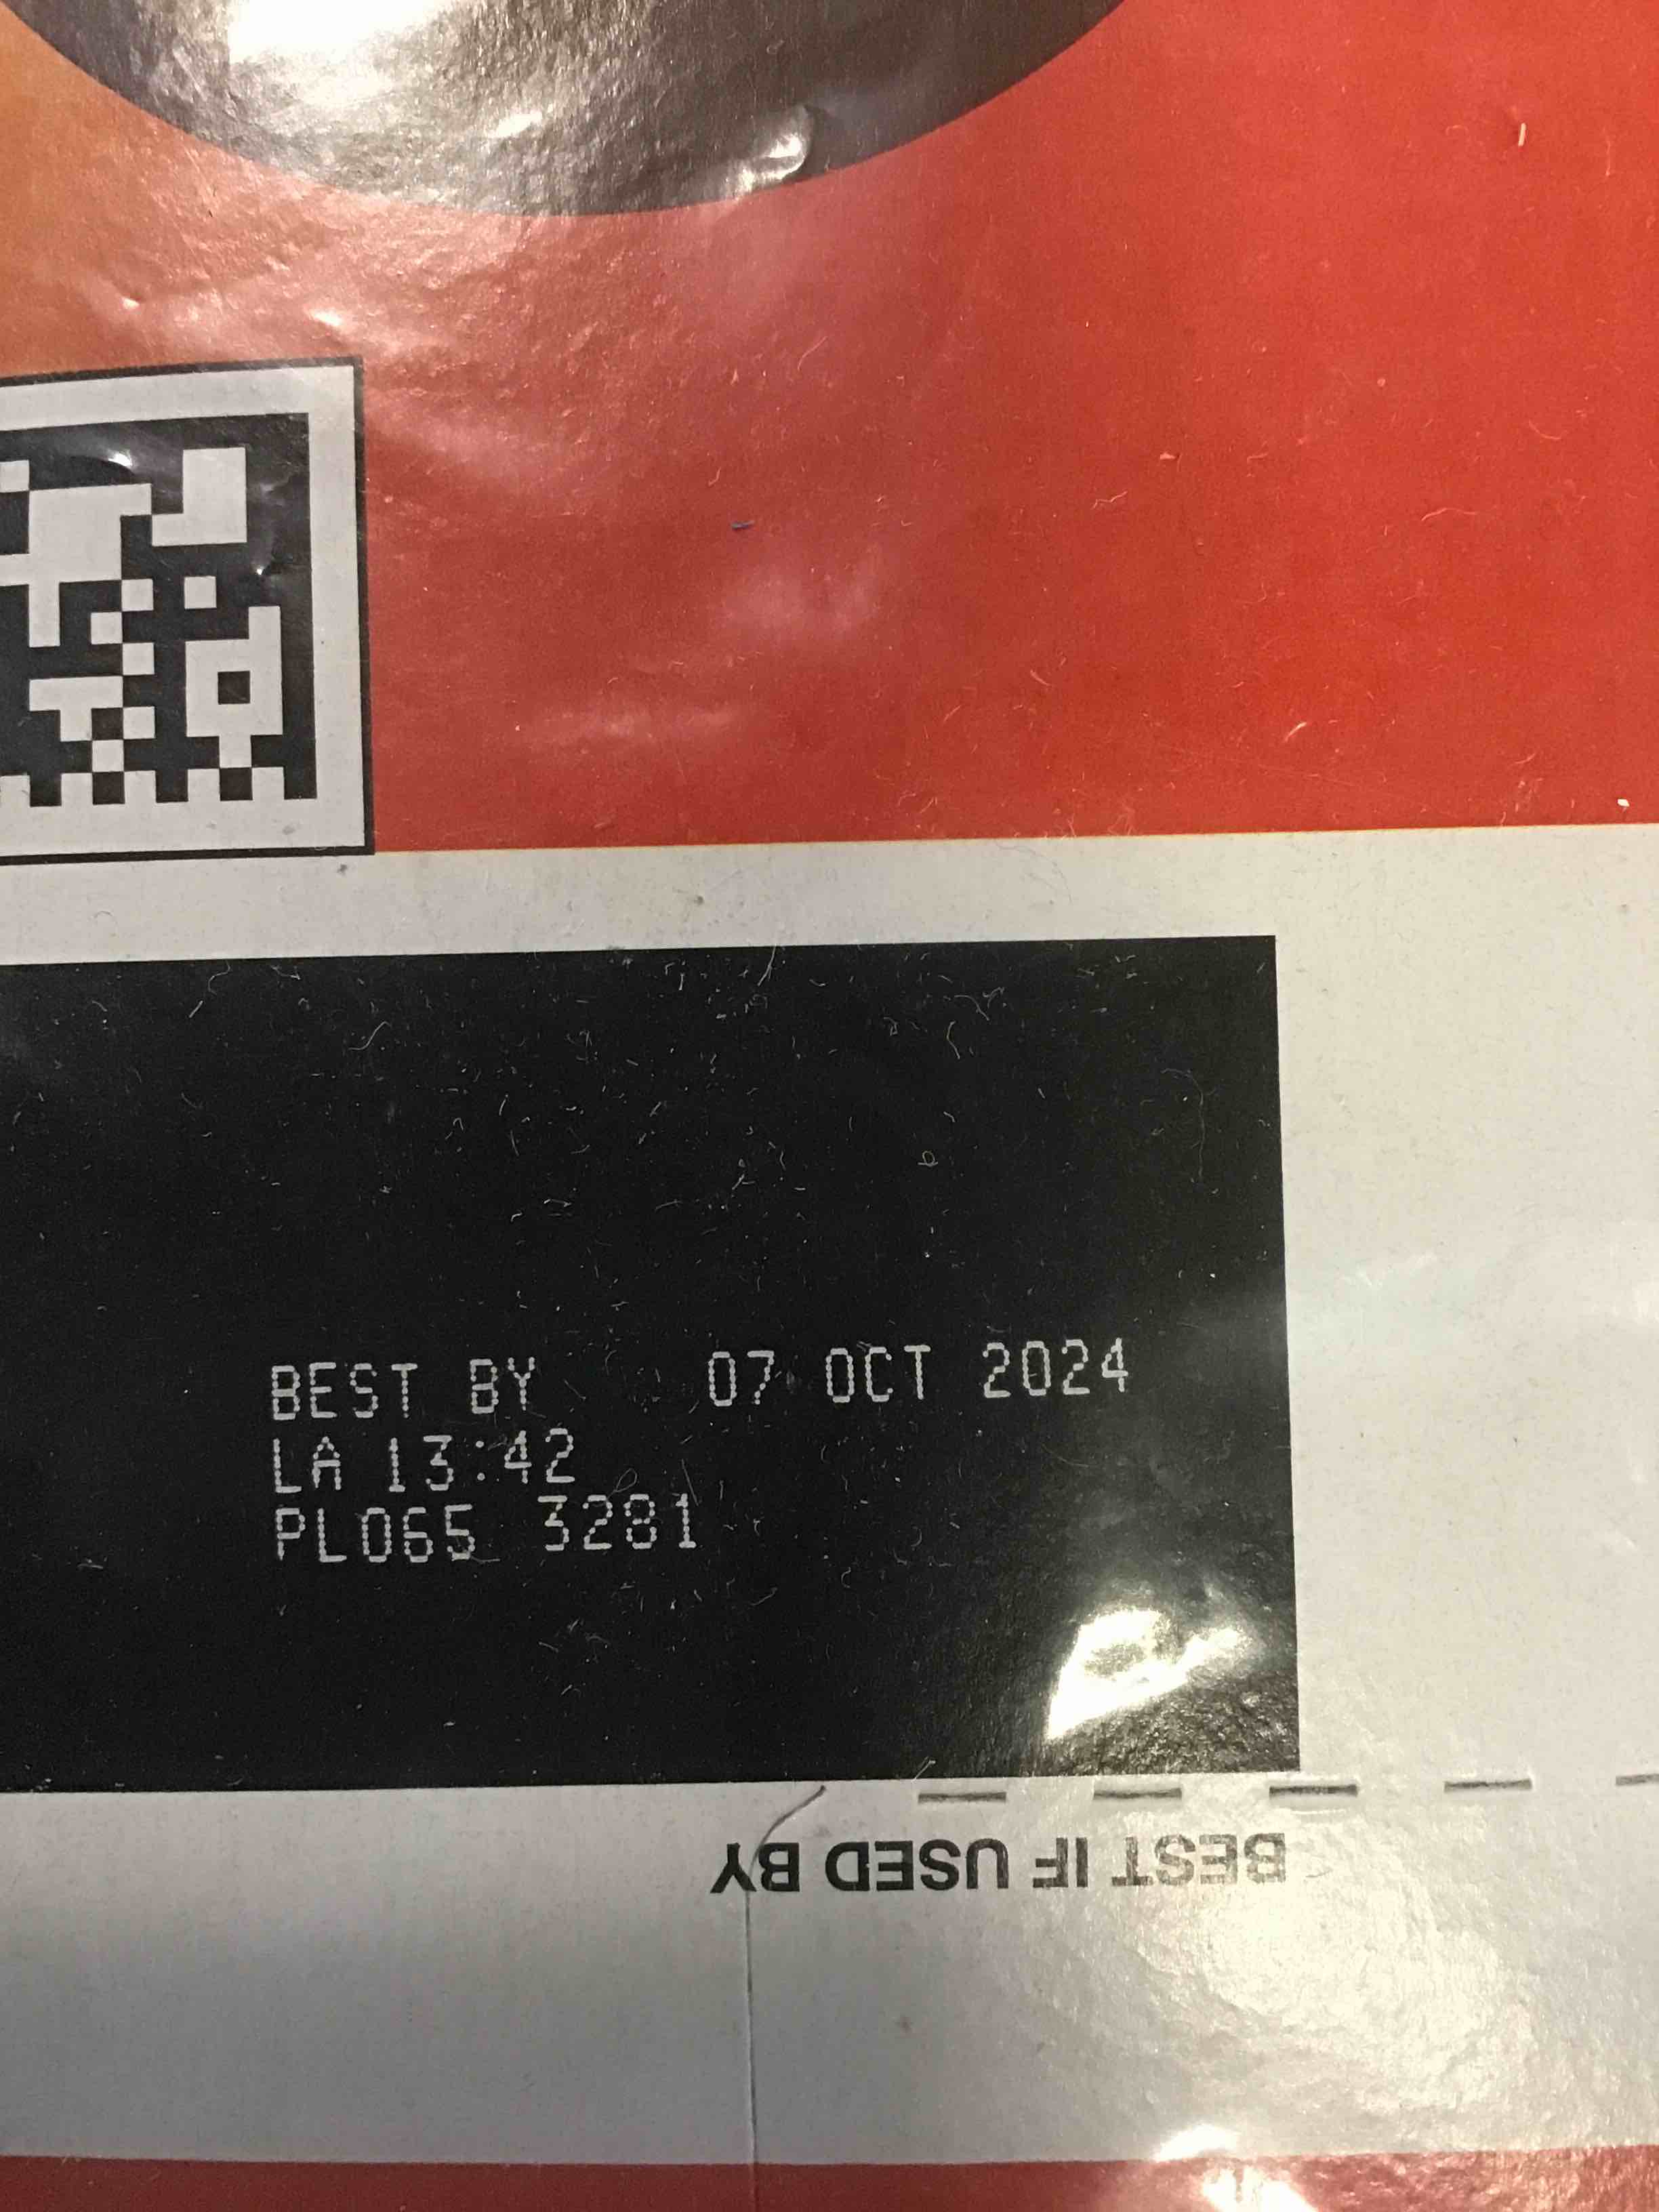 BEST BY 07 OCT 2024
LA 13:42
PL065 3281
BEST IF USED BY